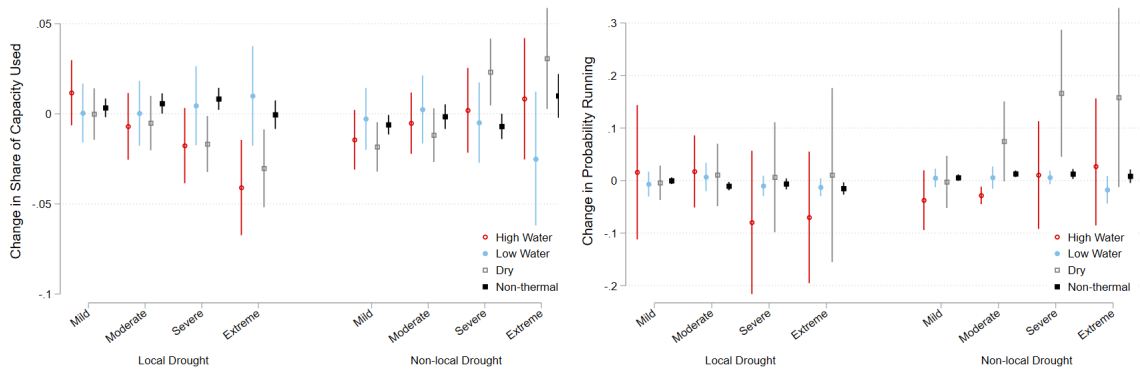 Change in Share of Capacity Used
.05
0
-.05
-.1
High Water
Low Water
Dry
Non-thermal
Mild
Moderate
Severe
Extreme
Mild
Moderate
Severe
Extreme
Local Drought
Non-local Drought
Change in Probability Running
.3
.2
.1
0
-.1
-.2
High Water
Low Water
Dry
Non-thermal
Mild
Moderate
Severe
Extreme
Mild
Moderate
Severe
Extreme
Local Drought
Non-local Drought